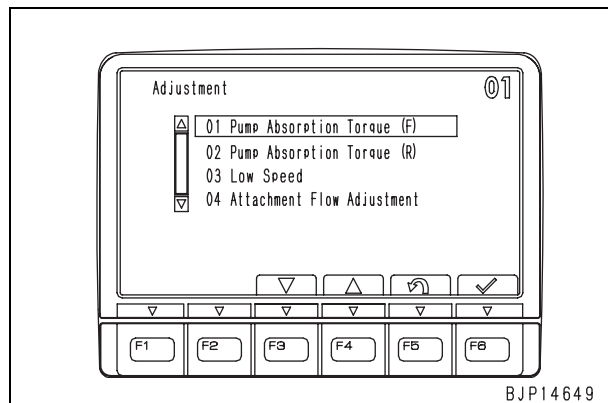 Adjustment 01
01 Pump Absorption Torque (F)
02 Pump Absorption Torque (R)
03 Low Speed
04 Attachment Flow Adjustment
F1 F2 F3 F4 F5 F6
BJP14649